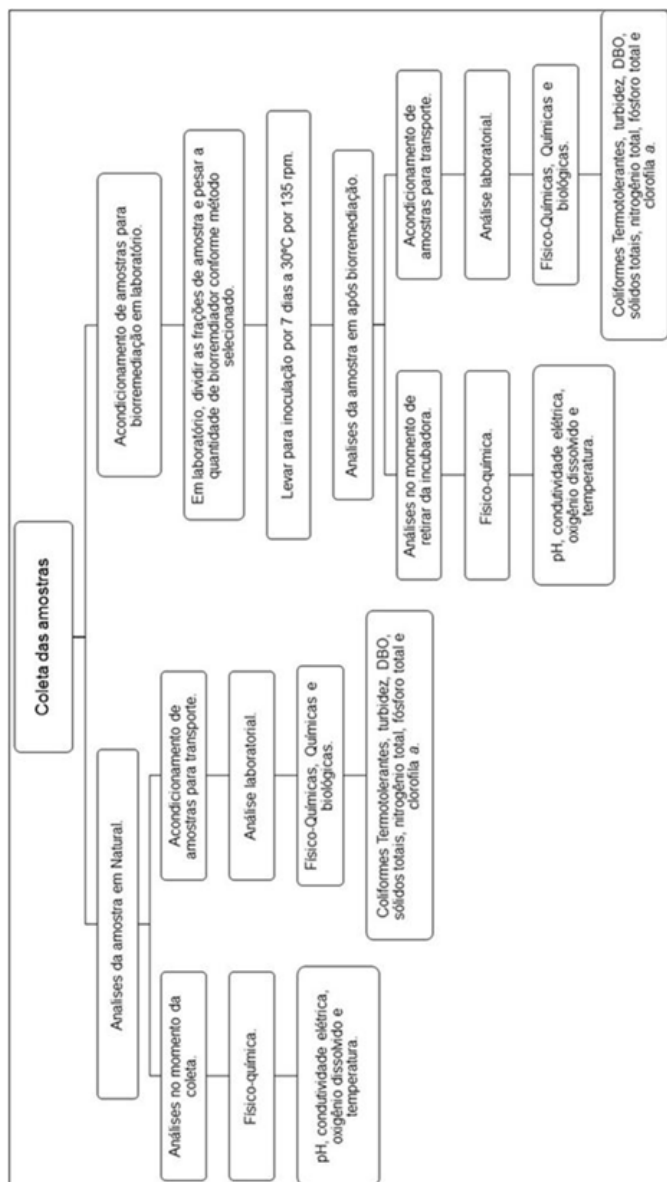 Coleta das amostras
Analises da amostra em Natural.
Análises no momento da
coleta.
Físico-química.
pH, condutividade elétrica,
oxigênio dissolvido e
temperatura.
Acondicionamento de
amostras para transporte.
Análise laboratorial.
Físico-Químicas, Químicas e
biológicas.
Coliformes Termotolerantes, turbidez, DBO,
sólidos totais, nitrogênio total, fósforo total e
clorofila a.
Acondicionamento de amostras para
biorremediação em laboratório.
Em laboratório, dividir as frações de amostra e pesar a
quantidade de biorremdiador conforme método
selecionado.
Levar para inoculação por 7 dias a 30ºC por 135 rpm.
Analises da amostra em após biorremediação.
Análises no momento de
retirar da incubadora.
Físico-química.
pH, condutividade elétrica,
oxigênio dissolvido e
temperatura.
Acondicionamento de
amostras para transporte.
Análise laboratorial.
Físico-Químicas, Químicas e
biológicas.
Coliformes Termotolerantes, turbidez, DBO,
sólidos totais, nitrogênio total, fósforo total e
clorofila a.